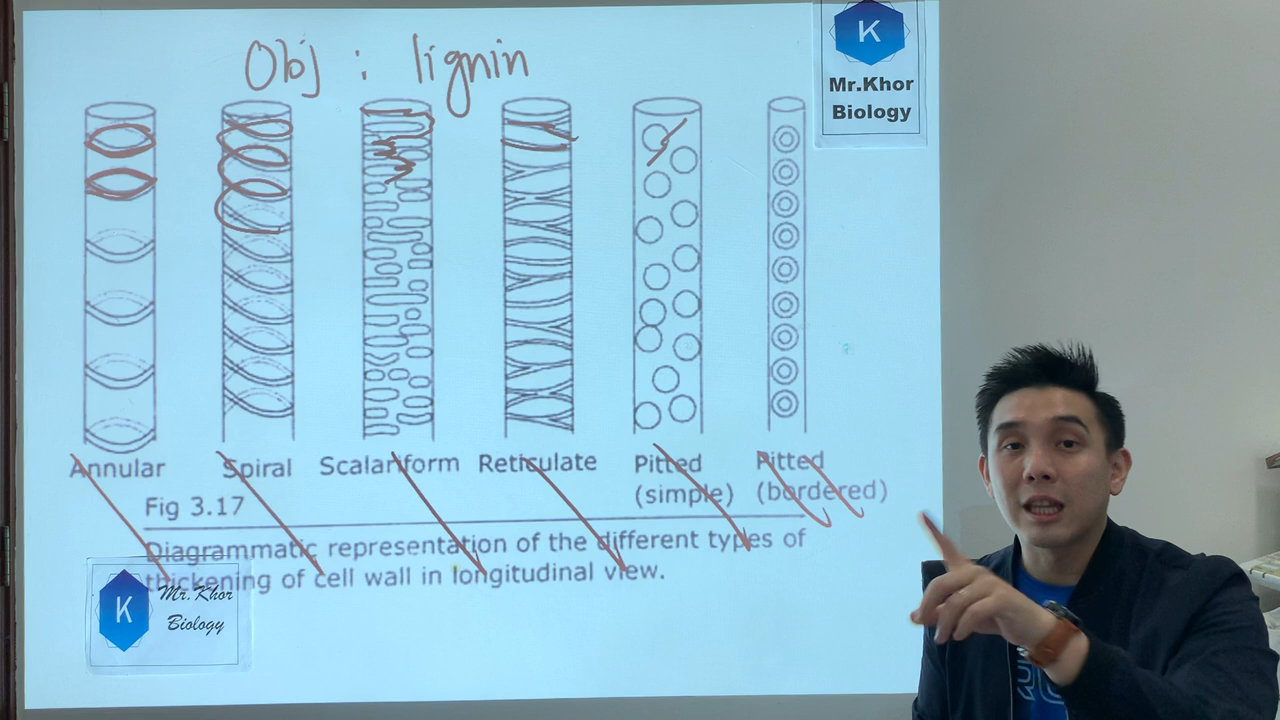 Obj : lignin
K
Mr.Khor
Biology
Annular Spiral Scalariform Reticulate Pitted Pitted
(simple) (bordered)
Fig 3.17
Diagrammatic representation of the different types of
thickening of cell wall in longitudinal view.
K
Mr.Khor
Biology